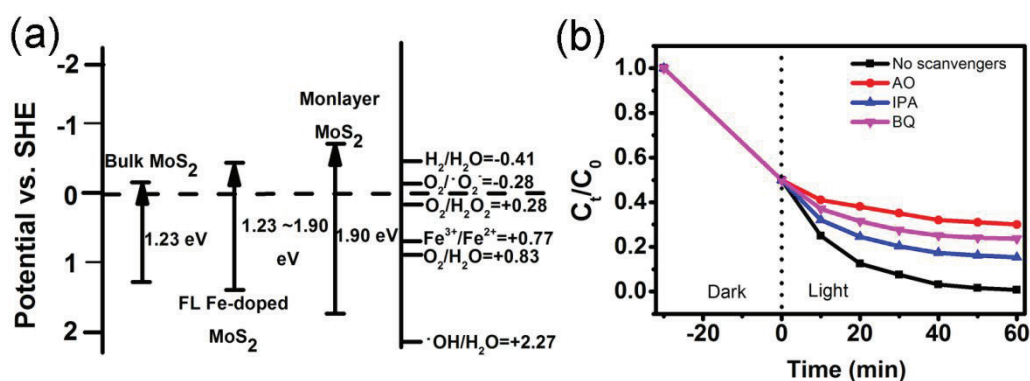 (a)
Potential vs. SHE
-2
-1
0
1
2
Bulk MoS2
1.23 eV
1.23 ~1.90
eV
FL Fe-doped
MoS2
Monlayer
MoS2
1.90 eV
H2/H2O=-0.41
O2/·O2-=-0.28
O2/H2O2=+0.28
Fe3+/Fe2+=+0.77
O2/H2O=+0.83
·OH/H2O=+2.27
(b)
Ct/C0
1.0
0.8
0.6
0.4
0.2
0.0
No scanvengers
AO
IPA
BQ
Dark
Light
-20
0
20
40
60
Time (min)